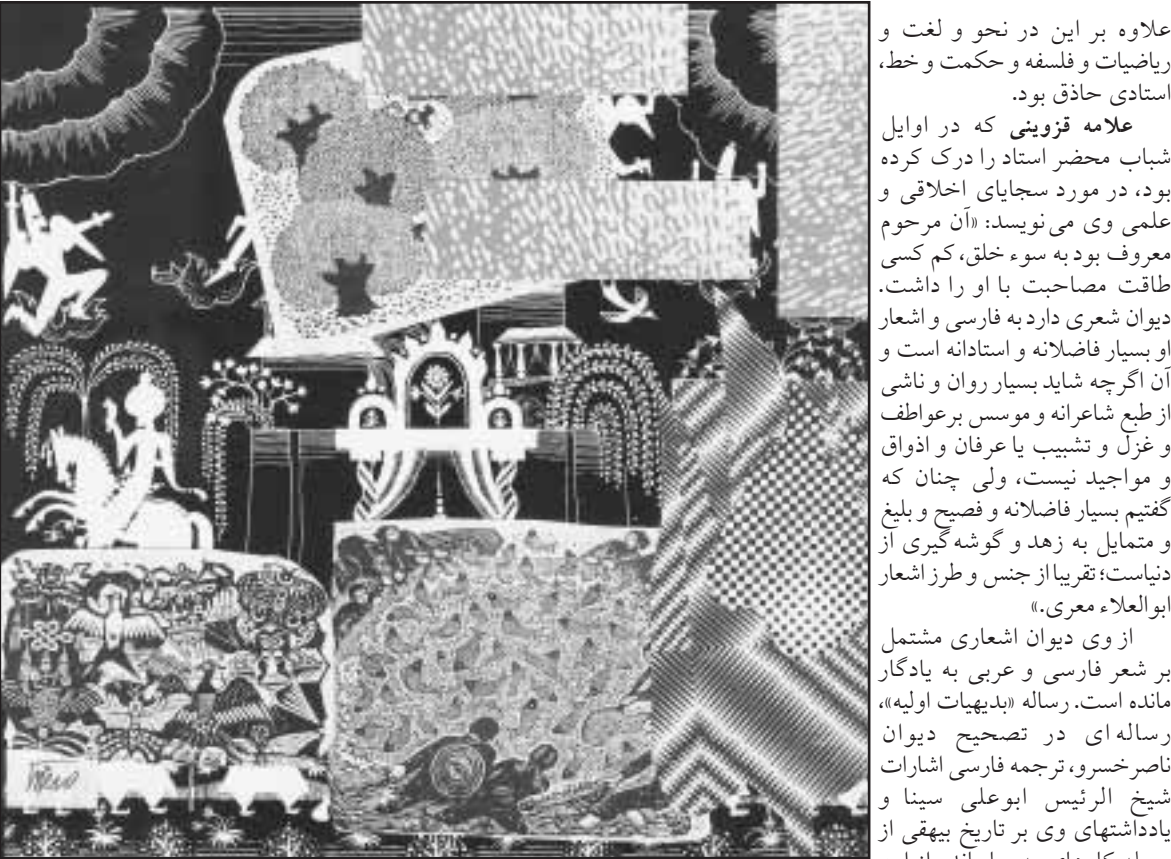 علاوه بر این در نحو و لغت و
ریاضیات و فلسفه و حکمت و خط،
استادی حاذق بود.
علامه قزوینی که در اوایل
شباب محضر استاد را درک کرده
بود، در مورد سجایای اخلاقی و
علمی وی می‌نویسد: «آن مرحوم
معروف بود به سوء خلق، کم کسی
طاقت مصاحبت با او را داشت.
دیوان شعری دارد به فارسی و اشعار
او بسیار فاضلانه و استادانه است و
آن اگرچه شاید بسیار روان و ناشی
از طبع شاعرانه و موسس برعواطف
و غزل و تشبیب یا عرفان و اذواق
و مواجید نیست، ولی چنان که
گفتیم بسیار فاضلانه و فصیح و بلیغ
و متمایل به زهد و گوشه‌گیری از
دنیاست؛ تقریبا از جنس و طرز اشعار
ابوالعلاء معری.»
از وی دیوان اشعاری مشتمل
بر شعر فارسی و عربی به یادگار
مانده است. رساله «بدیهیات اولیه»،
رساله‌ای در تصحیح دیوان
ناصرخسرو، ترجمه فارسی اشارات
شیخ الرئیس ابوعلی سینا و
یادداشتهای وی بر تاریخ بیهقی از